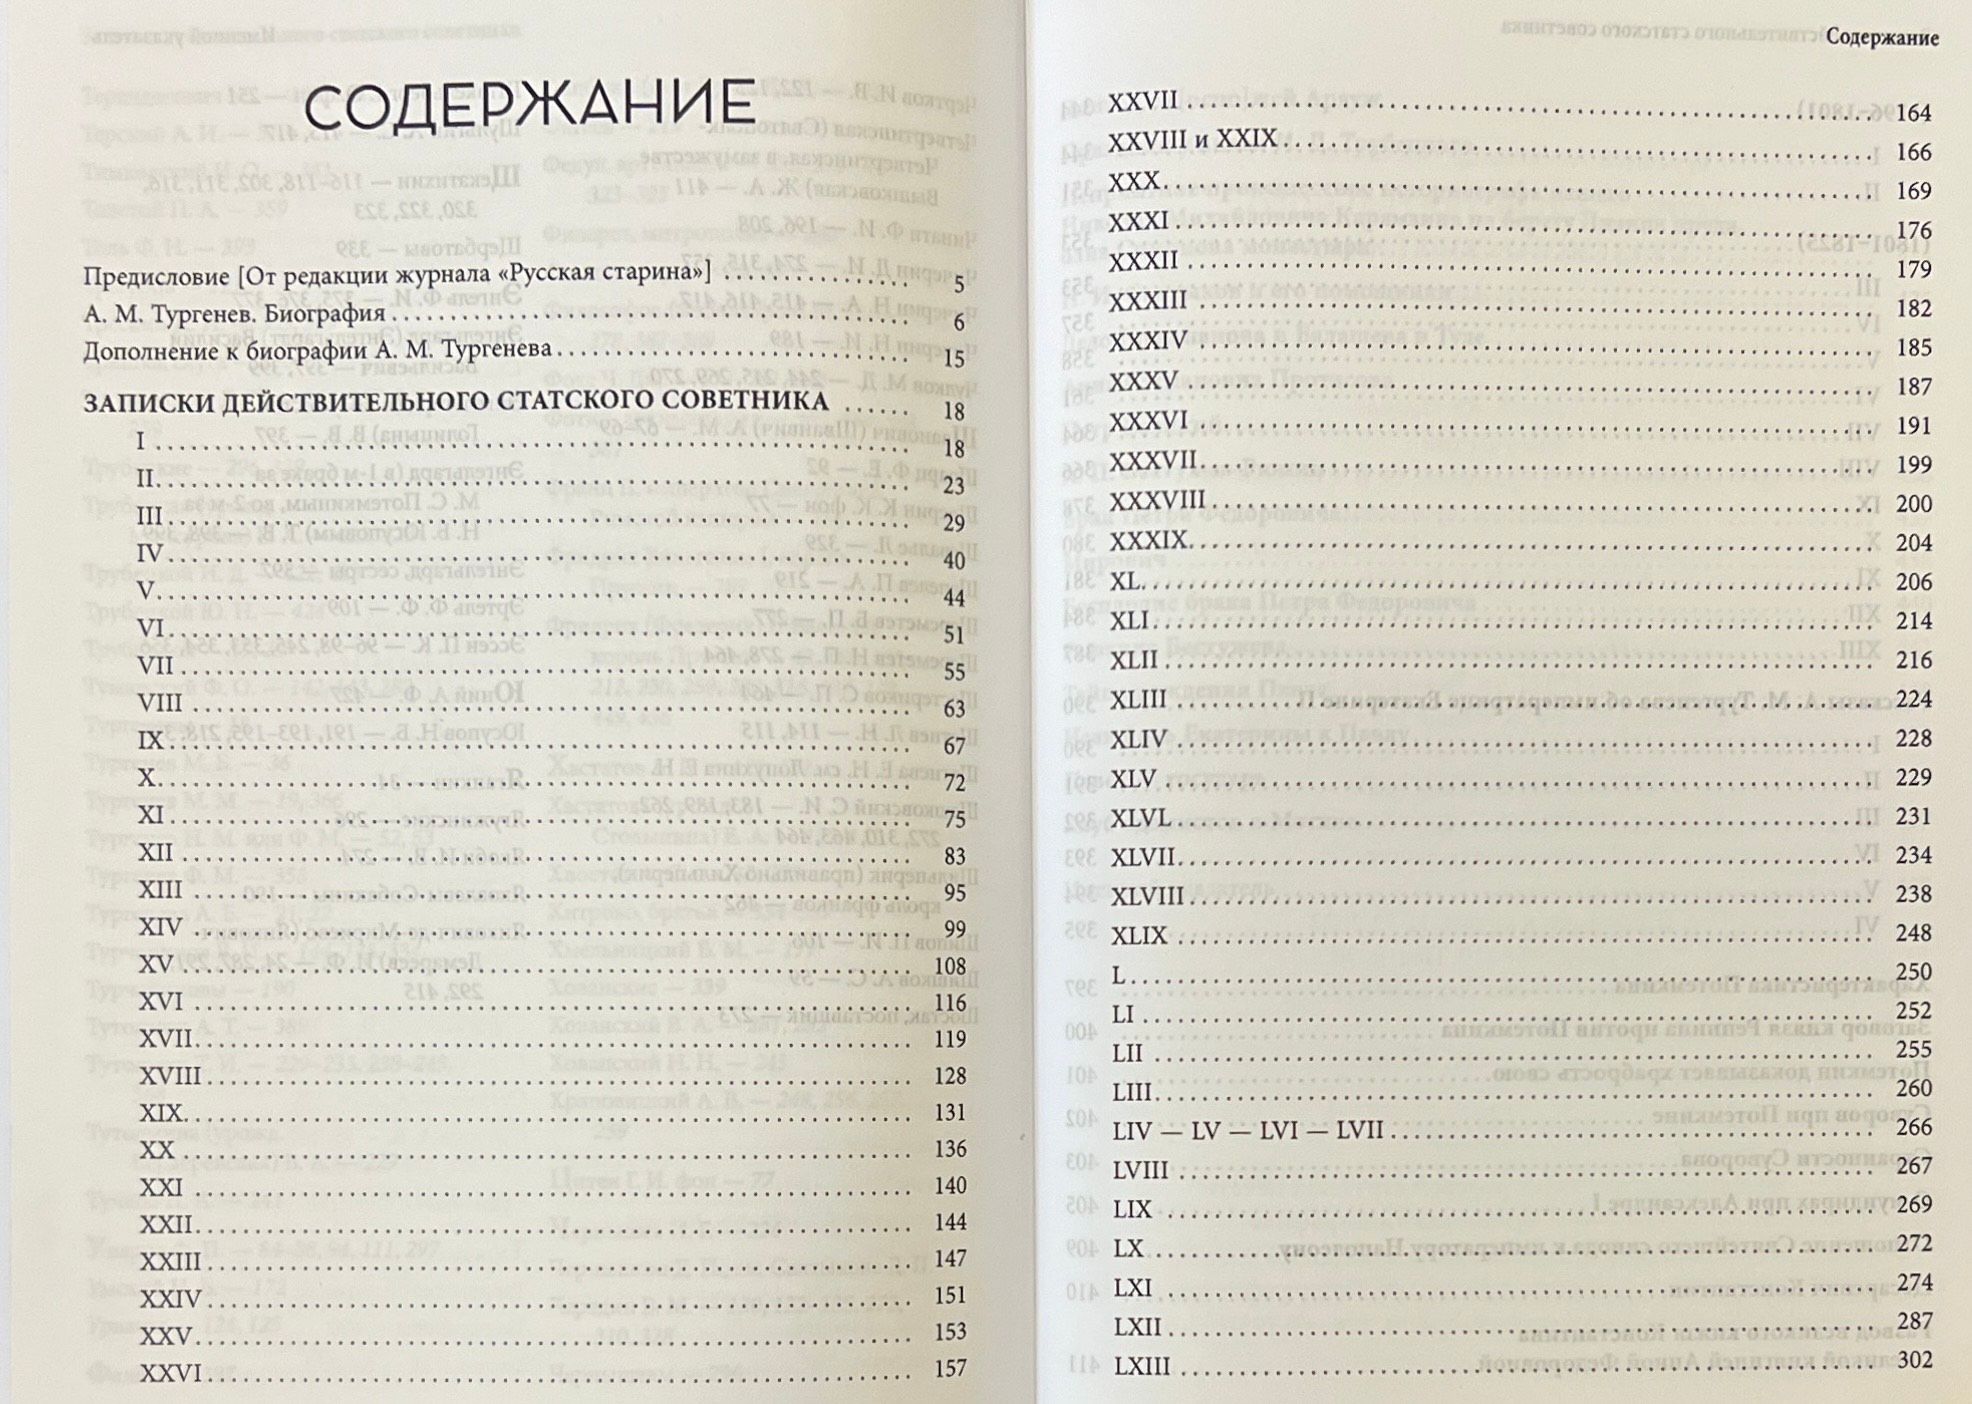 СОДЕРЖАНИЕ
Предисловие [От редакции журнала «Русская старина»] 5
А. М. Тургенев. Биография 6
Дополнение к биографии А. М. Тургенева 15
ЗАПИСКИ ДЕЙСТВИТЕЛЬНОГО СТАТСКОГО СОВЕТНИКА 18
I 18
II 23
III 29
IV 40
V 44
VI 51
VII 55
VIII 63
IX 67
X 72
XI 75
XII 83
XIII 95
XIV 99
XV 108
XVI 116
XVII 119
XVIII 128
XIX 131
XX 136
XXI 140
XXII 144
XXIII 147
XXIV 151
XXV 153
XXVI 157
Содержание
XXVII 164
XXVIII и XXIX 166
XXX 169
XXXI 176
XXXII 179
XXXIII 182
XXXIV 185
XXXV 187
XXXVI 191
XXXVII 199
XXXVIII 200
XXXIX 204
XL 206
XLI 214
XLII 216
XLIII 224
XLIV 228
XLV 229
XLVL 231
XLVII 234
XLVIII 238
XLIX 248
L 250
LI 252
LII 255
LIII 260
LIV — LV — LVI — LVII 266
LVIII 267
LIX 269
LX 272
LXI 274
LXII 287
LXIII 302